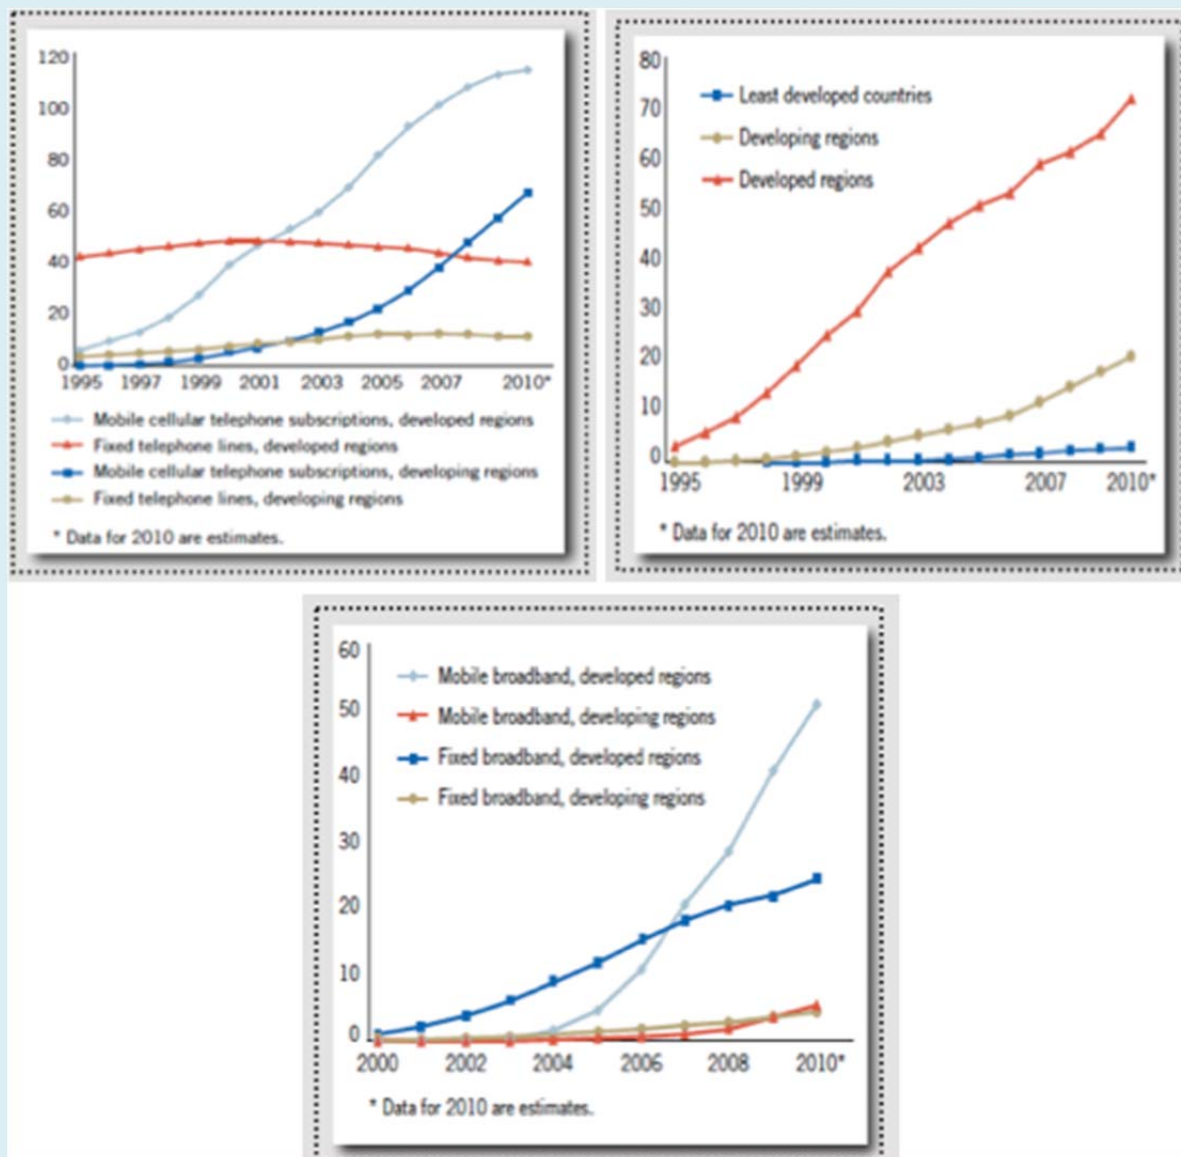 120
100
80
60
40
20
0
1995 1997 1999 2001 2003 2005 2007 2010*
Mobile cellular telephone subscriptions, developed regions
Fixed telephone lines, developed regions
Mobile cellular telephone subscriptions, developing regions
Fixed telephone lines, developing regions
* Data for 2010 are estimates.
80
70
60
50
40
30
20
10
0
Least developed countries
Developing regions
Developed regions
1995 1999 2003 2007 2010*
* Data for 2010 are estimates.
60
50
40
30
20
10
0
Mobile broadband, developed regions
Mobile broadband, developing regions
Fixed broadband, developed regions
Fixed broadband, developing regions
2000 2002 2004 2006 2008 2010*
* Data for 2010 are estimates.